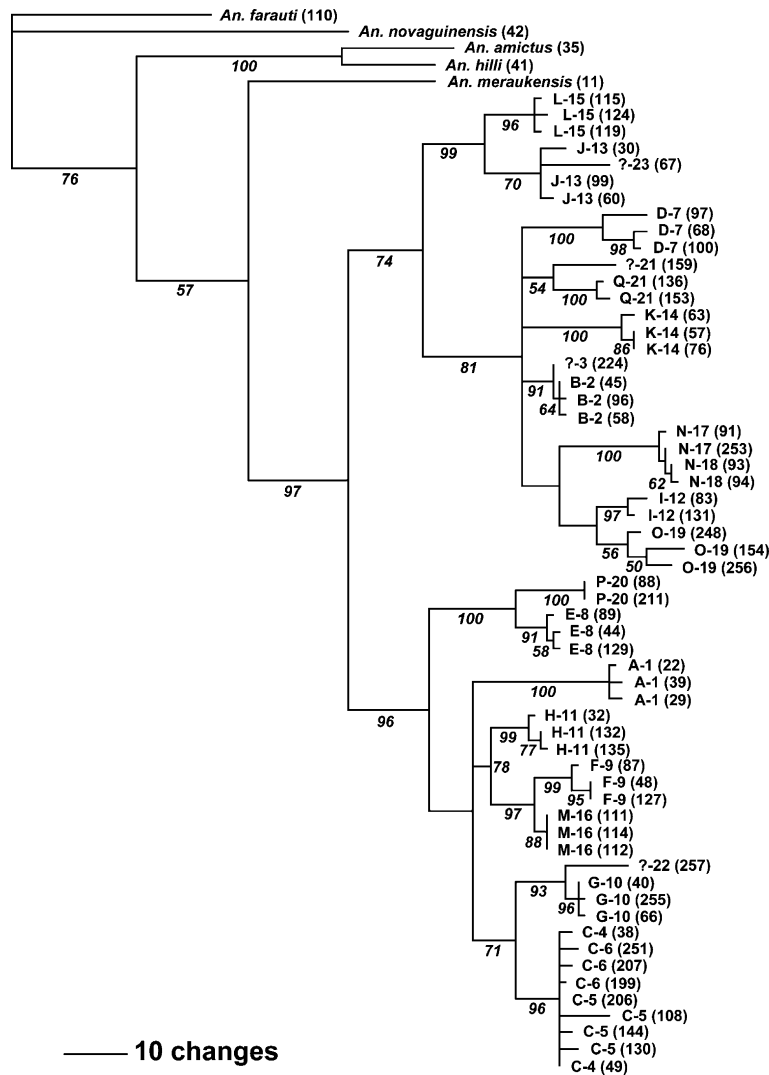 An. farauti (110)
An. novaguinensis (42)
An. amictus (35)
100
An. hilli (41)
An. meraukensis (11)
L-15 (115)
96
L-15 (124)
L-15 (119)
99
J-13 (30)
?-23 (67)
76
70
J-13 (99)
J-13 (60)
D-7 (97)
D-7 (68)
100
98
D-7 (100)
74
?-21 (159)
57
54
Q-21 (136)
100
Q-21 (153)
K-14 (63)
100
K-14 (57)
86
K-14 (76)
81
?-3 (224)
91
B-2 (45)
B-2 (96)
64
B-2 (58)
N-17 (91)
100
N-17 (253)
N-18 (93)
62
N-18 (94)
97
I-12 (83)
97
I-12 (131)
O-19 (248)
56
O-19 (154)
50
O-19 (256)
P-20 (88)
100
P-20 (211)
100
E-8 (89)
91
E-8 (44)
58
E-8 (129)
A-1 (22)
100
A-1 (39)
A-1 (29)
96
H-11 (32)
99
H-11 (132)
77
H-11 (135)
78
F-9 (87)
99
F-9 (48)
95
F-9 (127)
97
M-16 (111)
M-16 (114)
88
M-16 (112)
?-22 (257)
93
G-10 (40)
G-10 (255)
96
G-10 (66)
C-4 (38)
71
C-6 (251)
C-6 (207)
C-6 (199)
C-5 (206)
96
C-5 (108)
C-5 (144)
C-5 (130)
C-4 (49)
10 changes